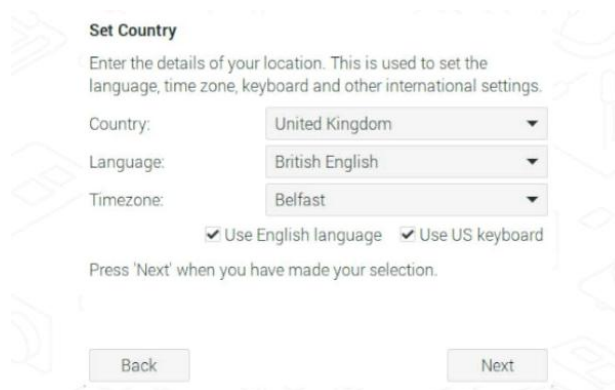 Set Country
Enter the details of your location. This is used to set the
language, time zone, keyboard and other international settings.
Country: United Kingdom
Language: British English
Timezone: Belfast
Use English language Use US keyboard
Press 'Next' when you have made your selection.
Back Next